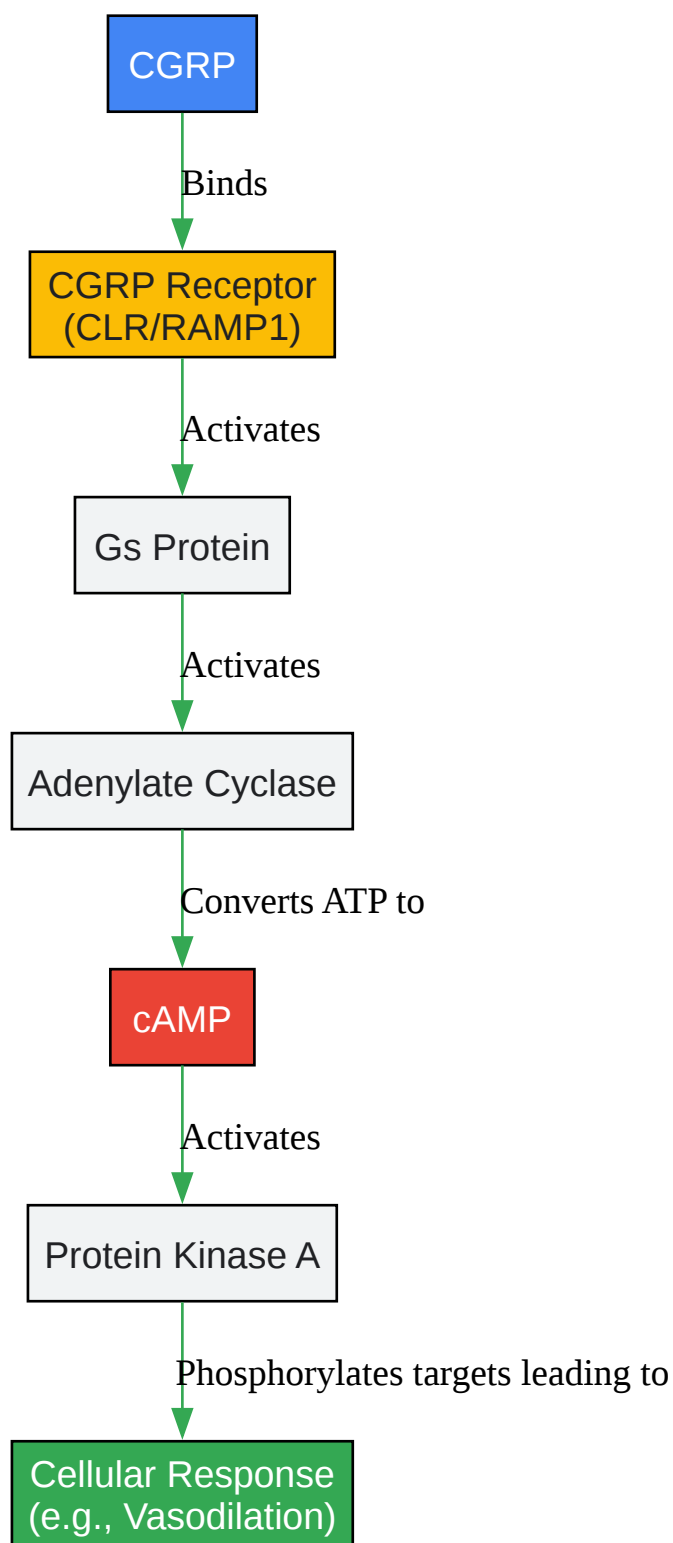 CGRP
Binds
CGRP Receptor
(CLR/RAMP1)
Activates
Gs Protein
Activates
Adenylate Cyclase
Converts ATP to
cAMP
Activates
Protein Kinase A
Phosphorylates targets leading to
Cellular Response
(e.g., Vasodilation)